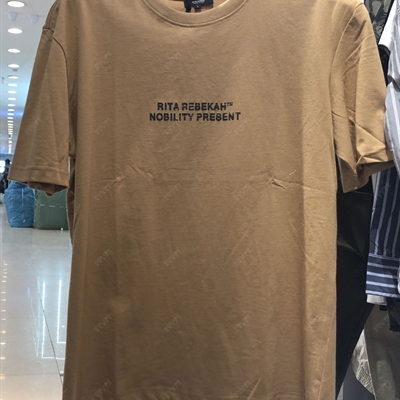 RITA REBEKAH™
NOBILITY PRESENT